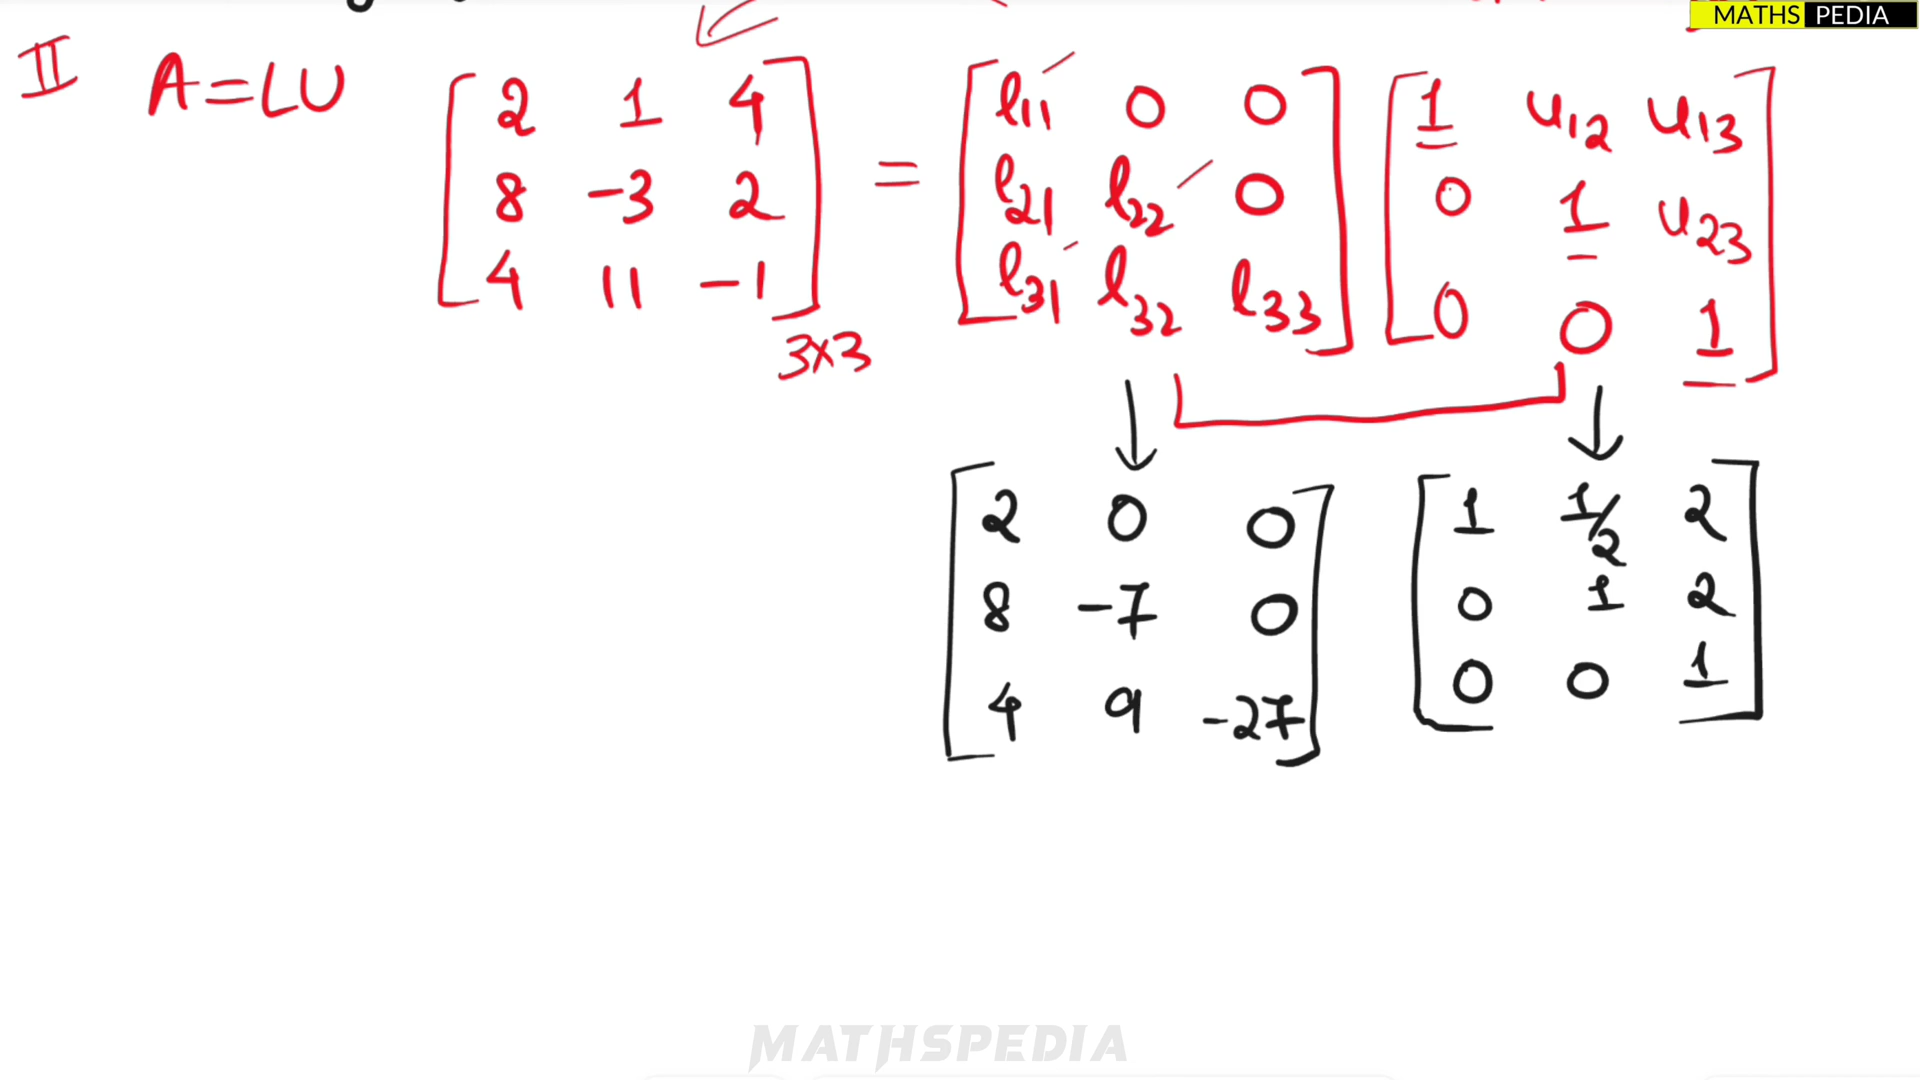 MATHS PEDIA
II A=LU [2 1 4 = [l11 0 0] [1 u12 u13]
8 -3 2 l21 l22 0 0 1 u23
4 11 -1] l31 l32 l33 0 0 1
3×3
[2 0 0] [1 1/2 2]
8 -7 0 0 1 2
4 9 -27 0 0 1
MATHSPEDIA